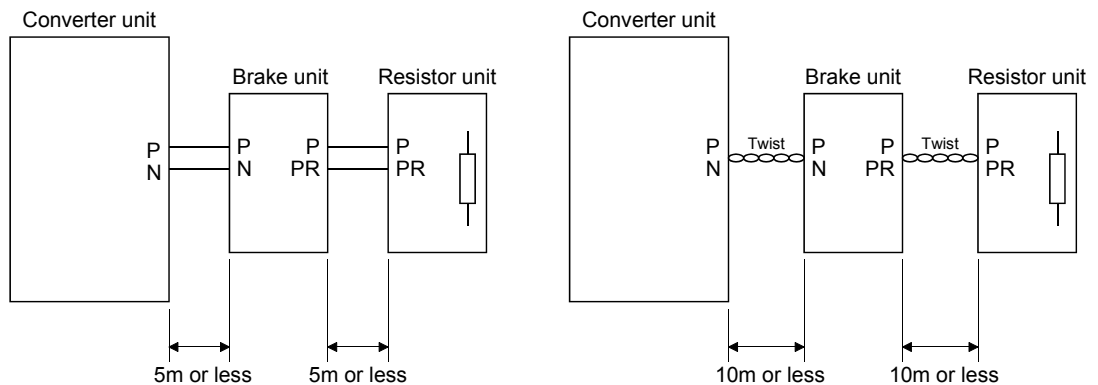 Converter unit
Brake unit
Resistor unit
P
N
P
N
P
PR
P
PR
5m or less
5m or less
Converter unit
Brake unit
Resistor unit
P
N
Twist
P
N
P
PR
Twist
P
PR
10m or less
10m or less